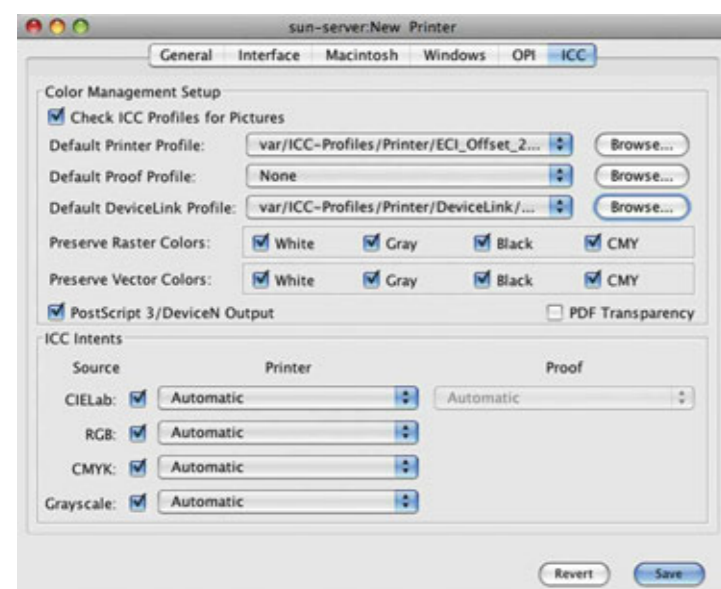 sun-server:New Printer
General Interface Macintosh Windows OPI ICC
Color Management Setup
Check ICC Profiles for Pictures
Default Printer Profile: var/ICC-Profiles/Printer/ECI_Offset_2... Browse...
Default Proof Profile: None Browse...
Default DeviceLink Profile: var/ICC-Profiles/Printer/DeviceLink/... Browse...
Preserve Raster Colors: White Gray Black CMY
Preserve Vector Colors: White Gray Black CMY
PostScript 3/DeviceN Output PDF Transparency
ICC Intents
Source Printer Proof
CIELab: Automatic Automatic
RGB: Automatic
CMYK: Automatic
Grayscale: Automatic
Revert Save